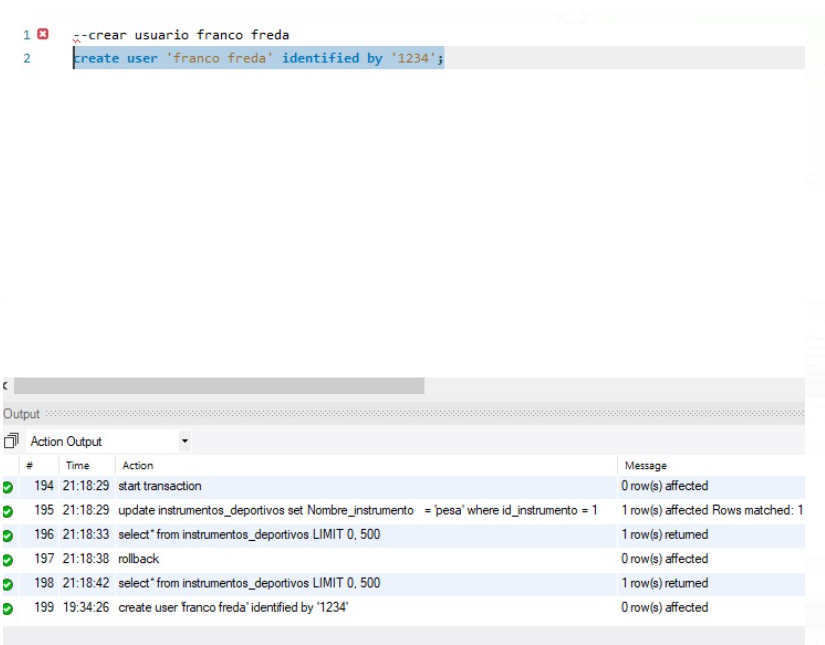 1 --crear usuario franco freda
2 create user 'franco freda' identified by '1234';
Output
Action Output
# Time Action Message
194 21:18:29 start transaction 0 row(s) affected
195 21:18:29 update instrumentos_deportivos set Nombre_instrumento = 'pesa' where id_instrumento = 1 1 row(s) affected Rows matched: 1
196 21:18:33 select* from instrumentos_deportivos LIMIT 0, 500 1 row(s) returned
197 21:18:38 rollback 0 row(s) affected
198 21:18:42 select* from instrumentos_deportivos LIMIT 0, 500 1 row(s) returned
199 19:34:26 create user 'franco freda' identified by '1234' 0 row(s) affected